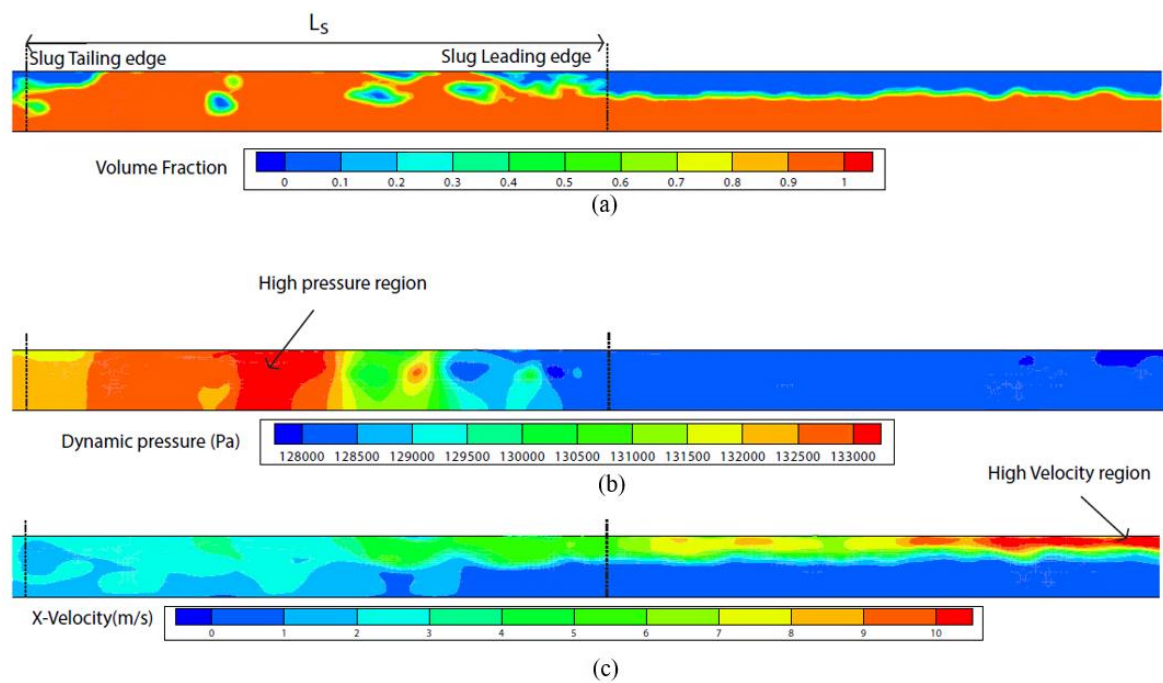 Ls
Slug Tailing edge Slug Leading edge
Volume Fraction
0 0.1 0.2 0.3 0.4 0.5 0.6 0.7 0.8 0.9 1
(a)
High pressure region
Dynamic pressure (Pa)
128000 128500 129000 129500 130000 130500 131000 131500 132000 132500 133000
(b)
High Velocity region
X-Velocity(m/s)
0 1 2 3 4 5 6 7 8 9 10
(c)